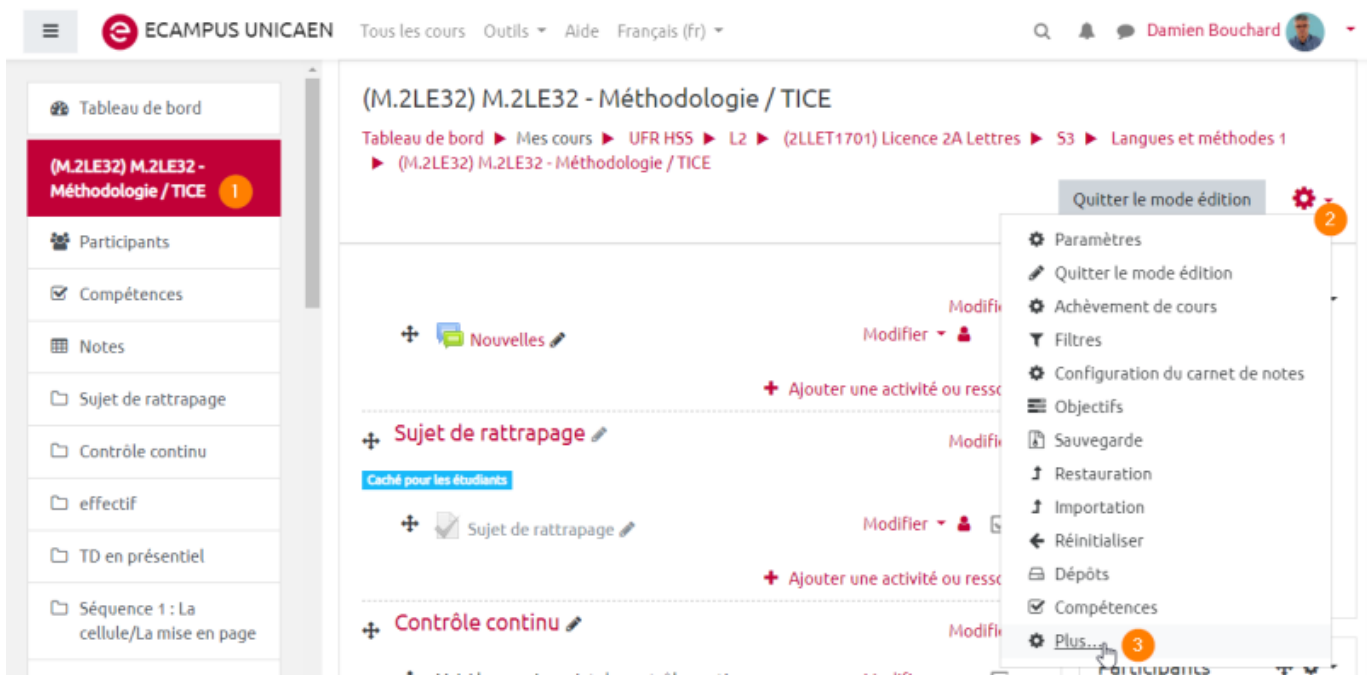 ECAMPUS UNICAEN Tous les cours Outils Aide Français (fr) Damien Bouchard
Tableau de bord
(M.2LE32) M.2LE32 -
Méthodologie / TICE 1
Participants
Compétences
Notes
Sujet de rattrapage
Contrôle continu
effectif
TD en présentiel
Séquence 1 : La
cellule/La mise en page
(M.2LE32) M.2LE32 - Méthodologie / TICE
Tableau de bord ► Mes cours ► UFR HSS ► L2 ► (2LLET1701) Licence 2A Lettres ► S3 ► Langues et méthodes 1
► (M.2LE32) M.2LE32 - Méthodologie / TICE
Quitter le mode édition 2
Modifi
Nouvelles Modifier
Ajouter une activité ou resso
Sujet de rattrapage Modifi
Caché pour les étudiants
Sujet de rattrapage Modifier
Ajouter une activité ou resso
Contrôle continu Modifi
Paramètres
Quitter le mode édition
Achèvement de cours
Filtres
Configuration du carnet de notes
Objectifs
Sauvegarde
Restauration
Importation
Réinitialiser
Dépôts
Compétences
Plus... 3
Participants